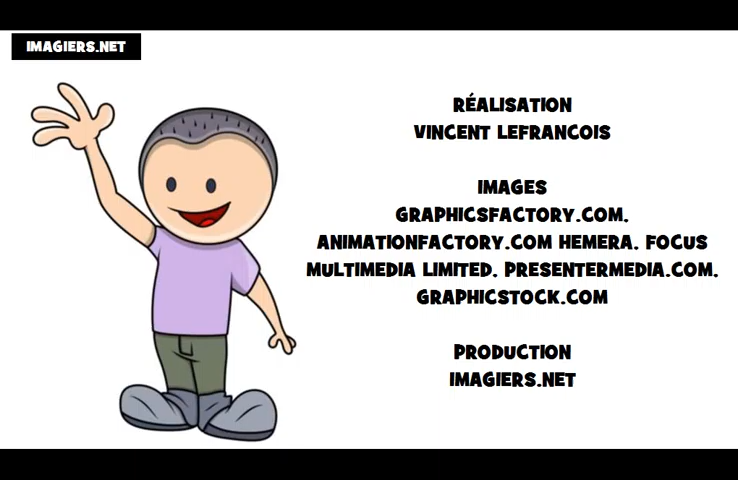 IMAGIERS.NET
RÉALISATION
VINCENT LEFRANCOIS
IMAGES
GRAPHICSFACTORY.COM,
ANIMATIONFACTORY.COM HEMERA, FOCUS
MULTIMEDIA LIMITED, PRESENTERMEDIA.COM,
GRAPHICSTOCK.COM
PRODUCTION
IMAGIERS.NET